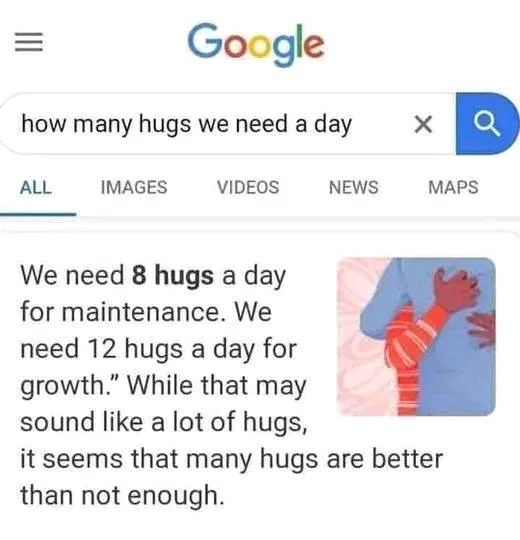 Google
how many hugs we need a day
ALL IMAGES VIDEOS NEWS MAPS
We need 8 hugs a day
for maintenance. We
need 12 hugs a day for
growth.” While that may
sound like a lot of hugs,
it seems that many hugs are better
than not enough.